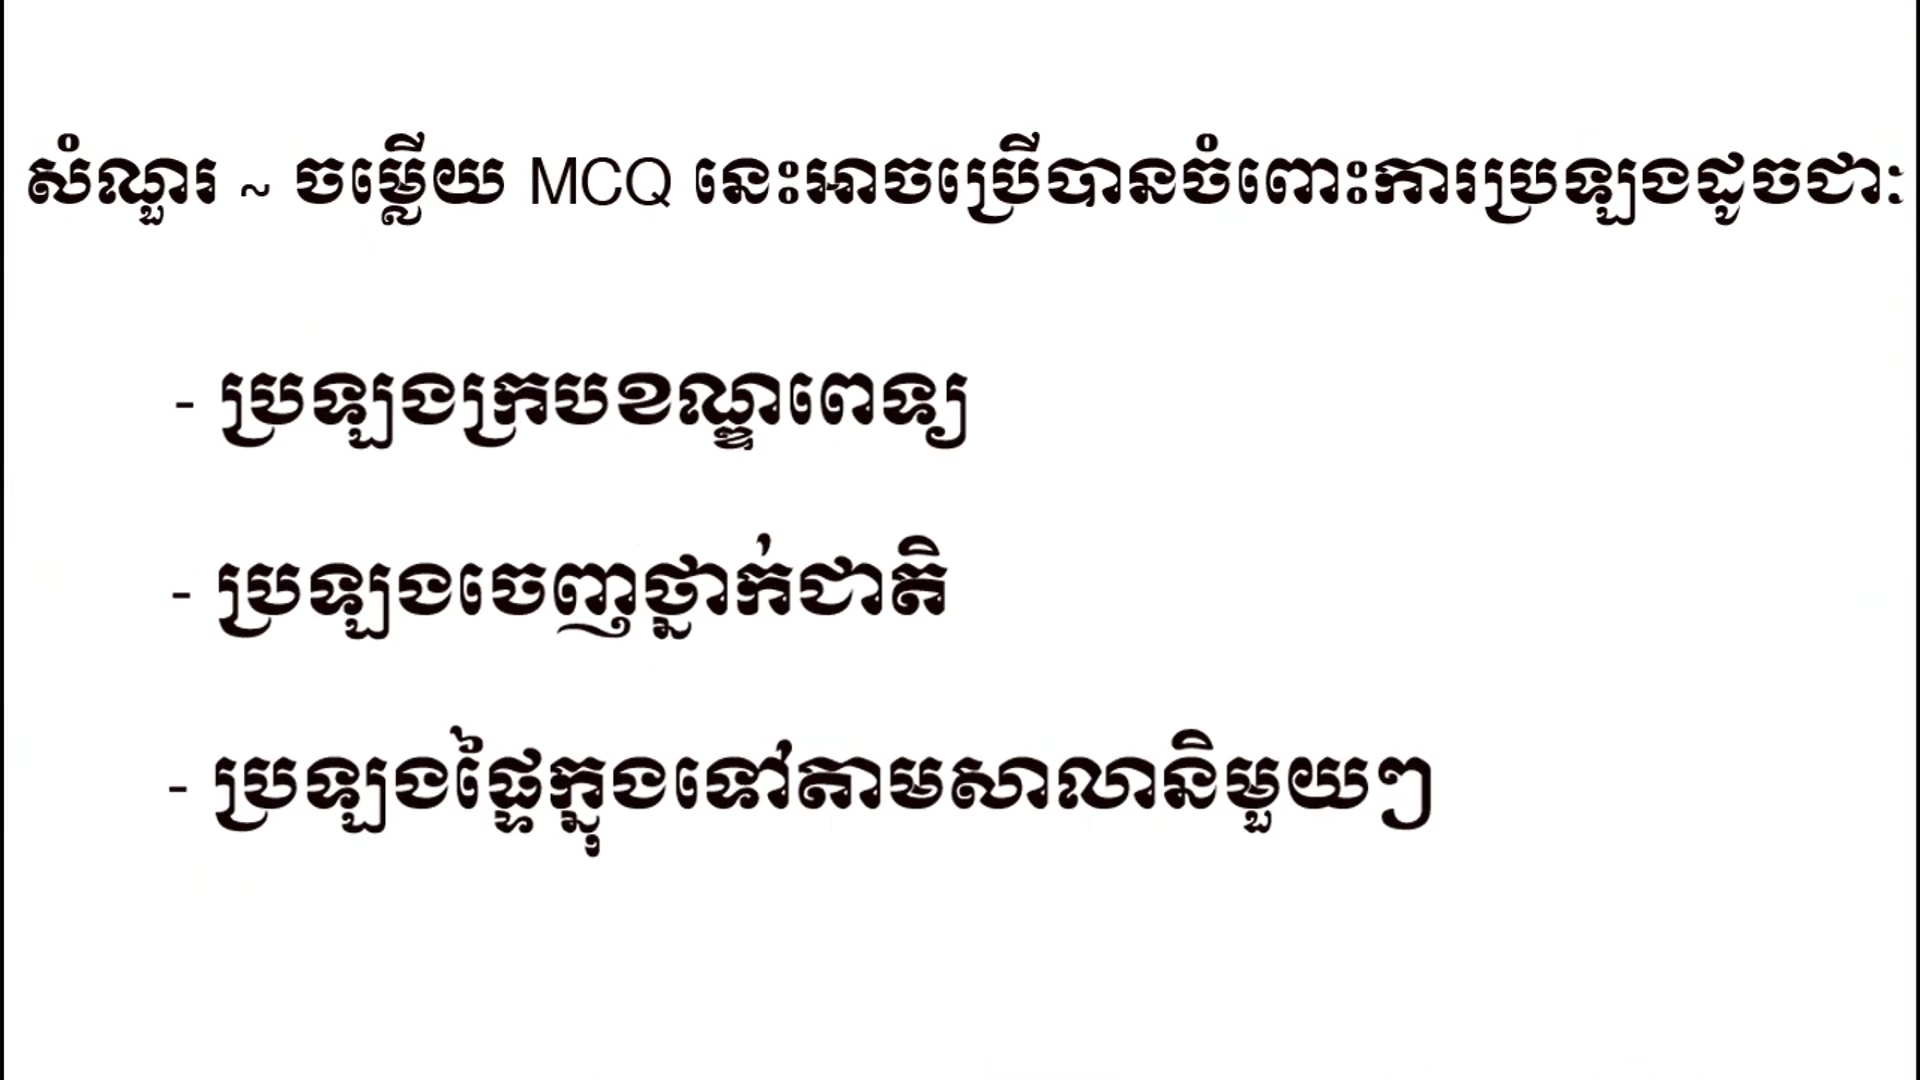 សំណួរ ~ ចម្លើយ MCQ នេះអាចប្រើបានចំពោះការប្រឡងដូចជាៈ
- ប្រឡងក្របខណ្ឌពេទ្យ
- ប្រឡងចេញថ្នាក់ជាតិ
- ប្រឡងផ្ទៃក្នុងទៅតាមសាលានិមួយៗ